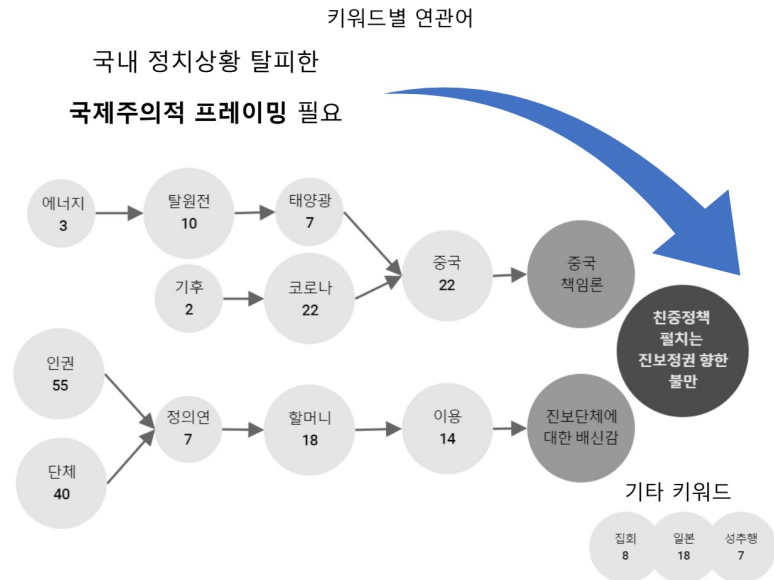 키워드별 연관어
국내 정치상황 탈피한
국제주의적 프레이밍 필요
에너지
3
탈원전
10
태양광
7
기후
2
코로나
22
중국
22
중국
책임론
친중정책
펼치는
진보정권 향한
불만
인권
55
단체
40
정의연
7
할머니
18
이용
14
진보단체에
대한 배신감
기타 키워드
집회
8
일본
18
성추행
7